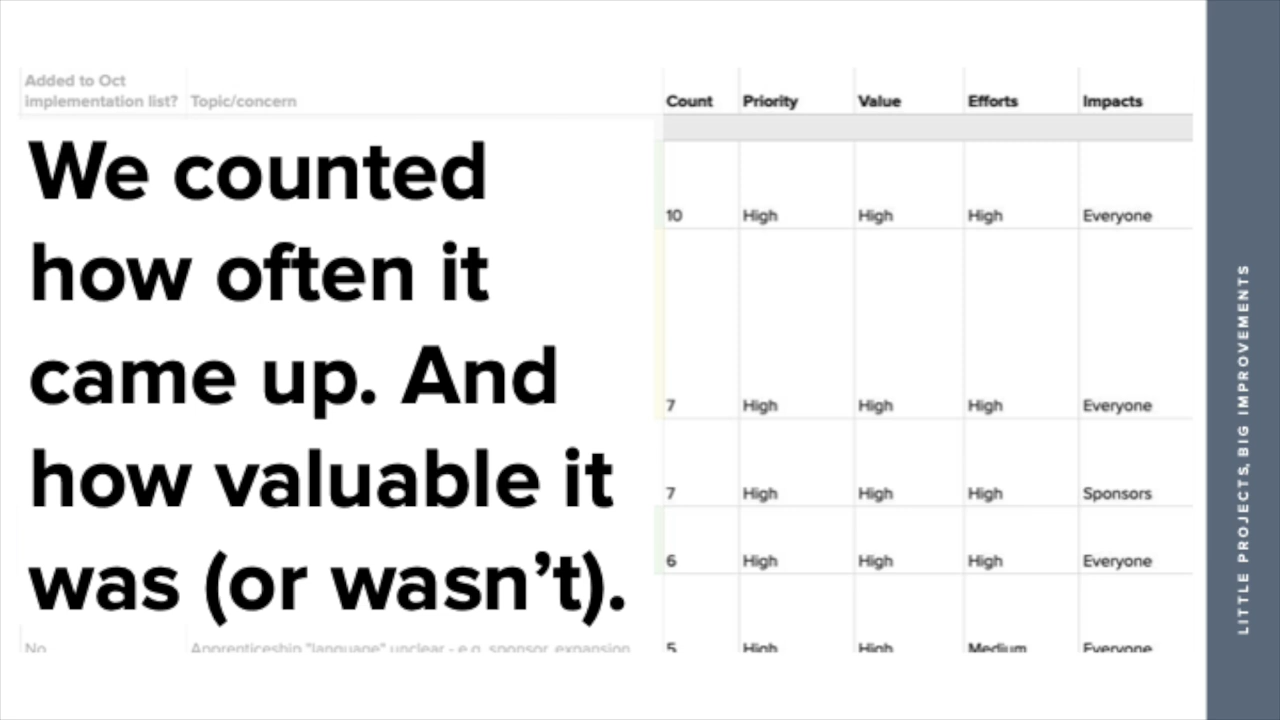 Added to Oct
implementation list? Topic/concern Count Priority Value Efforts Impacts
We counted
how often it
came up. And
how valuable it
was (or wasn’t).
10 High High High Everyone
7 High High High Everyone
7 High High High Sponsors
6 High High High Everyone
No Apprenticeship "language" unclear - e.g. sponsor, expansion 5 High High Medium Everyone
LITTLE PROJECTS, BIG IMPROVEMENTS